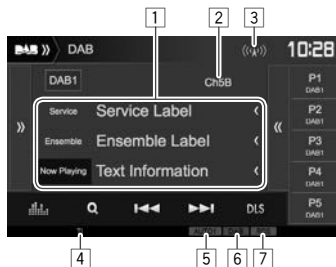 1
2
3
DAB DAB 10:28
DAB1 Ch5B P1
DAB1
Service Service Label P2
DAB1
Ensemble Ensemble Label P3
DAB1
Now Playing Text Information P4
DAB1
DLS P5
DAB1
4
5
6
7